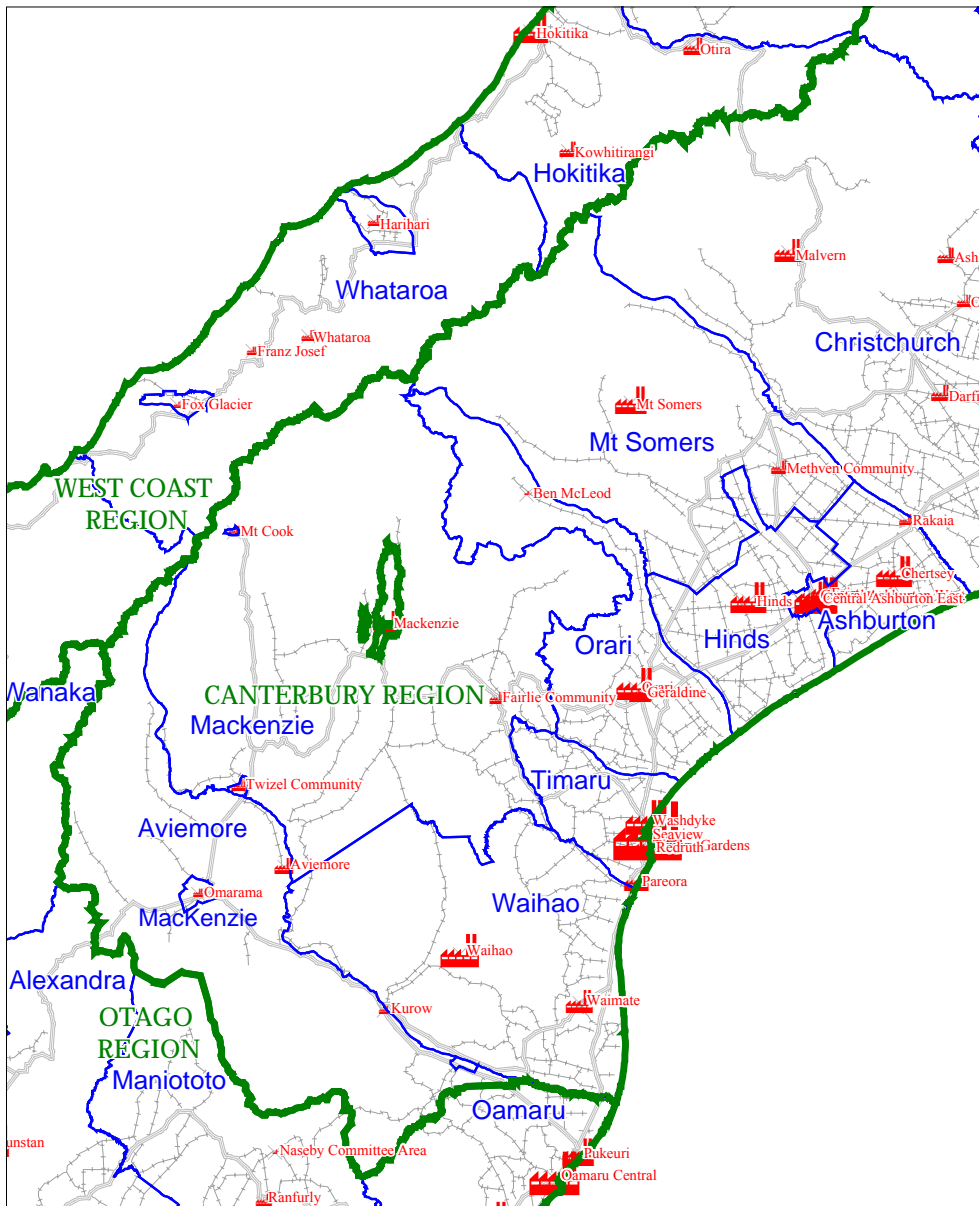 Hokitika
Otira
Kowhitirangi
Hokitika
Harihari
Malvern
Ash
Whataroa
O
Whataroa
Franz Josef
Christchurch
Fox Glacier
Mt Somers
Darfi
Mt Somers
Methven Community
WEST COAST
REGION
Ben McLeod
Mt Cook
Rakaia
Chertsey
Hinds
Central Ashburton East
Mackenzie
Orari
Hinds
Ashburton
Wanaka
CANTERBURY REGION
Fairlie Community
Geraldine
Mackenzie
Twizel Community
Timaru
Aviemore
Washdyke
Seaview
Gardens
Redruth
Aviemore
Pareora
Omarama
MacKenzie
Waihao
Waihao
Alexandra
Waimate
Kurow
OTAGO
REGION
Maniototo
Oamaru
unstan
Naseby Committee Area
Pukeuri
Oamaru Central
Ranfurly